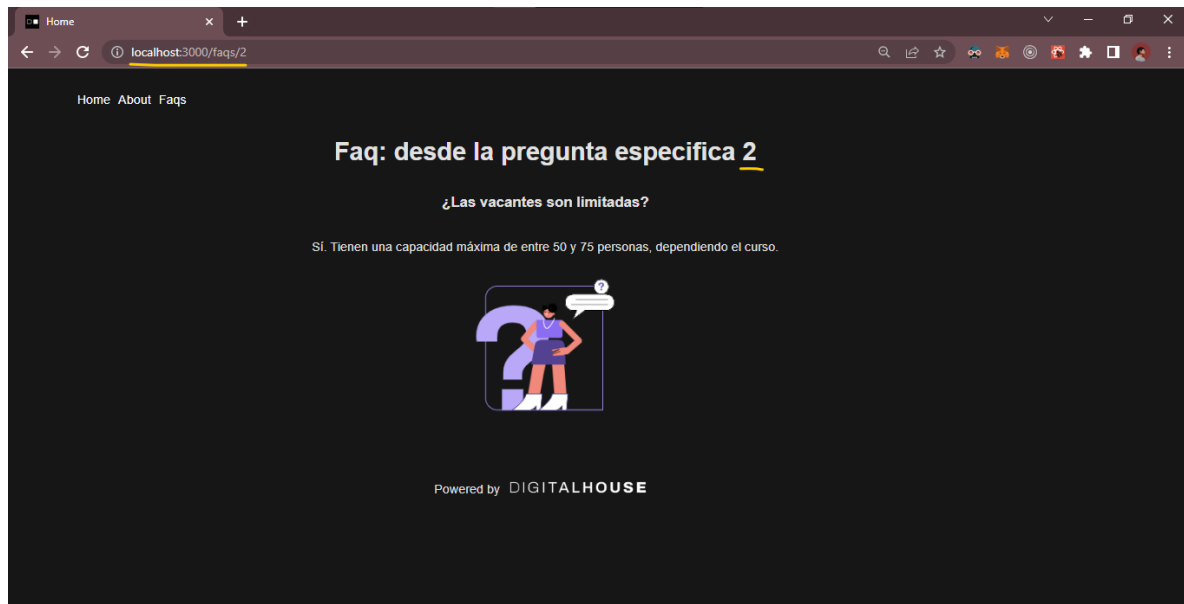 Home
localhost:3000/faqs/2
Home About Faqs
Faq: desde la pregunta especifica 2
¿Las vacantes son limitadas?
Sí. Tienen una capacidad máxima de entre 50 y 75 personas, dependiendo el curso.
?
Powered by DIGITALHOUSE